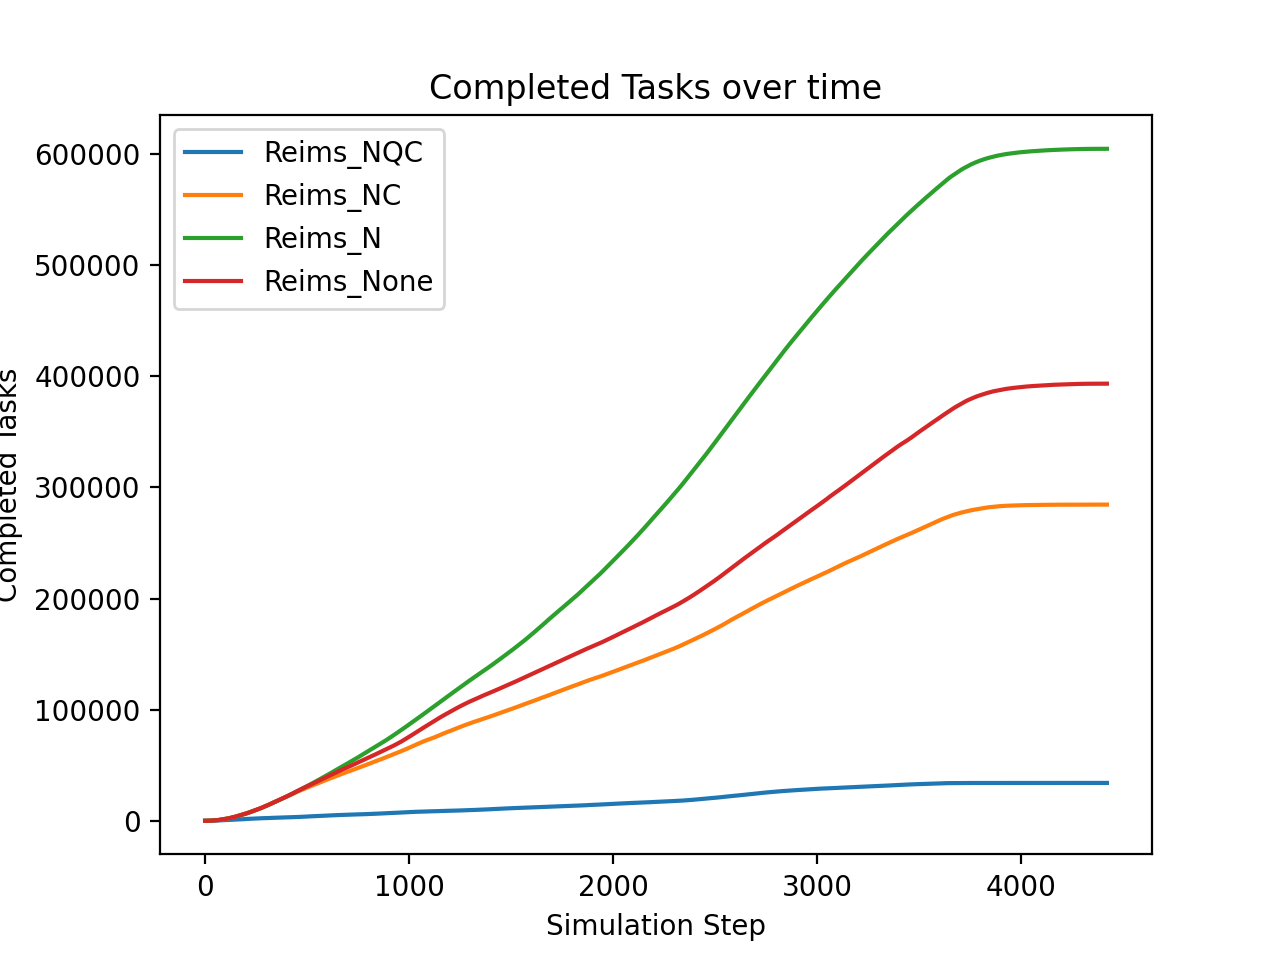 Completed Tasks over time
Reims_NQC
Reims_NC
Reims_N
Reims_None
600000
500000
400000
300000
200000
100000
0
Completed Tasks
0 1000 2000 3000 4000
Simulation Step